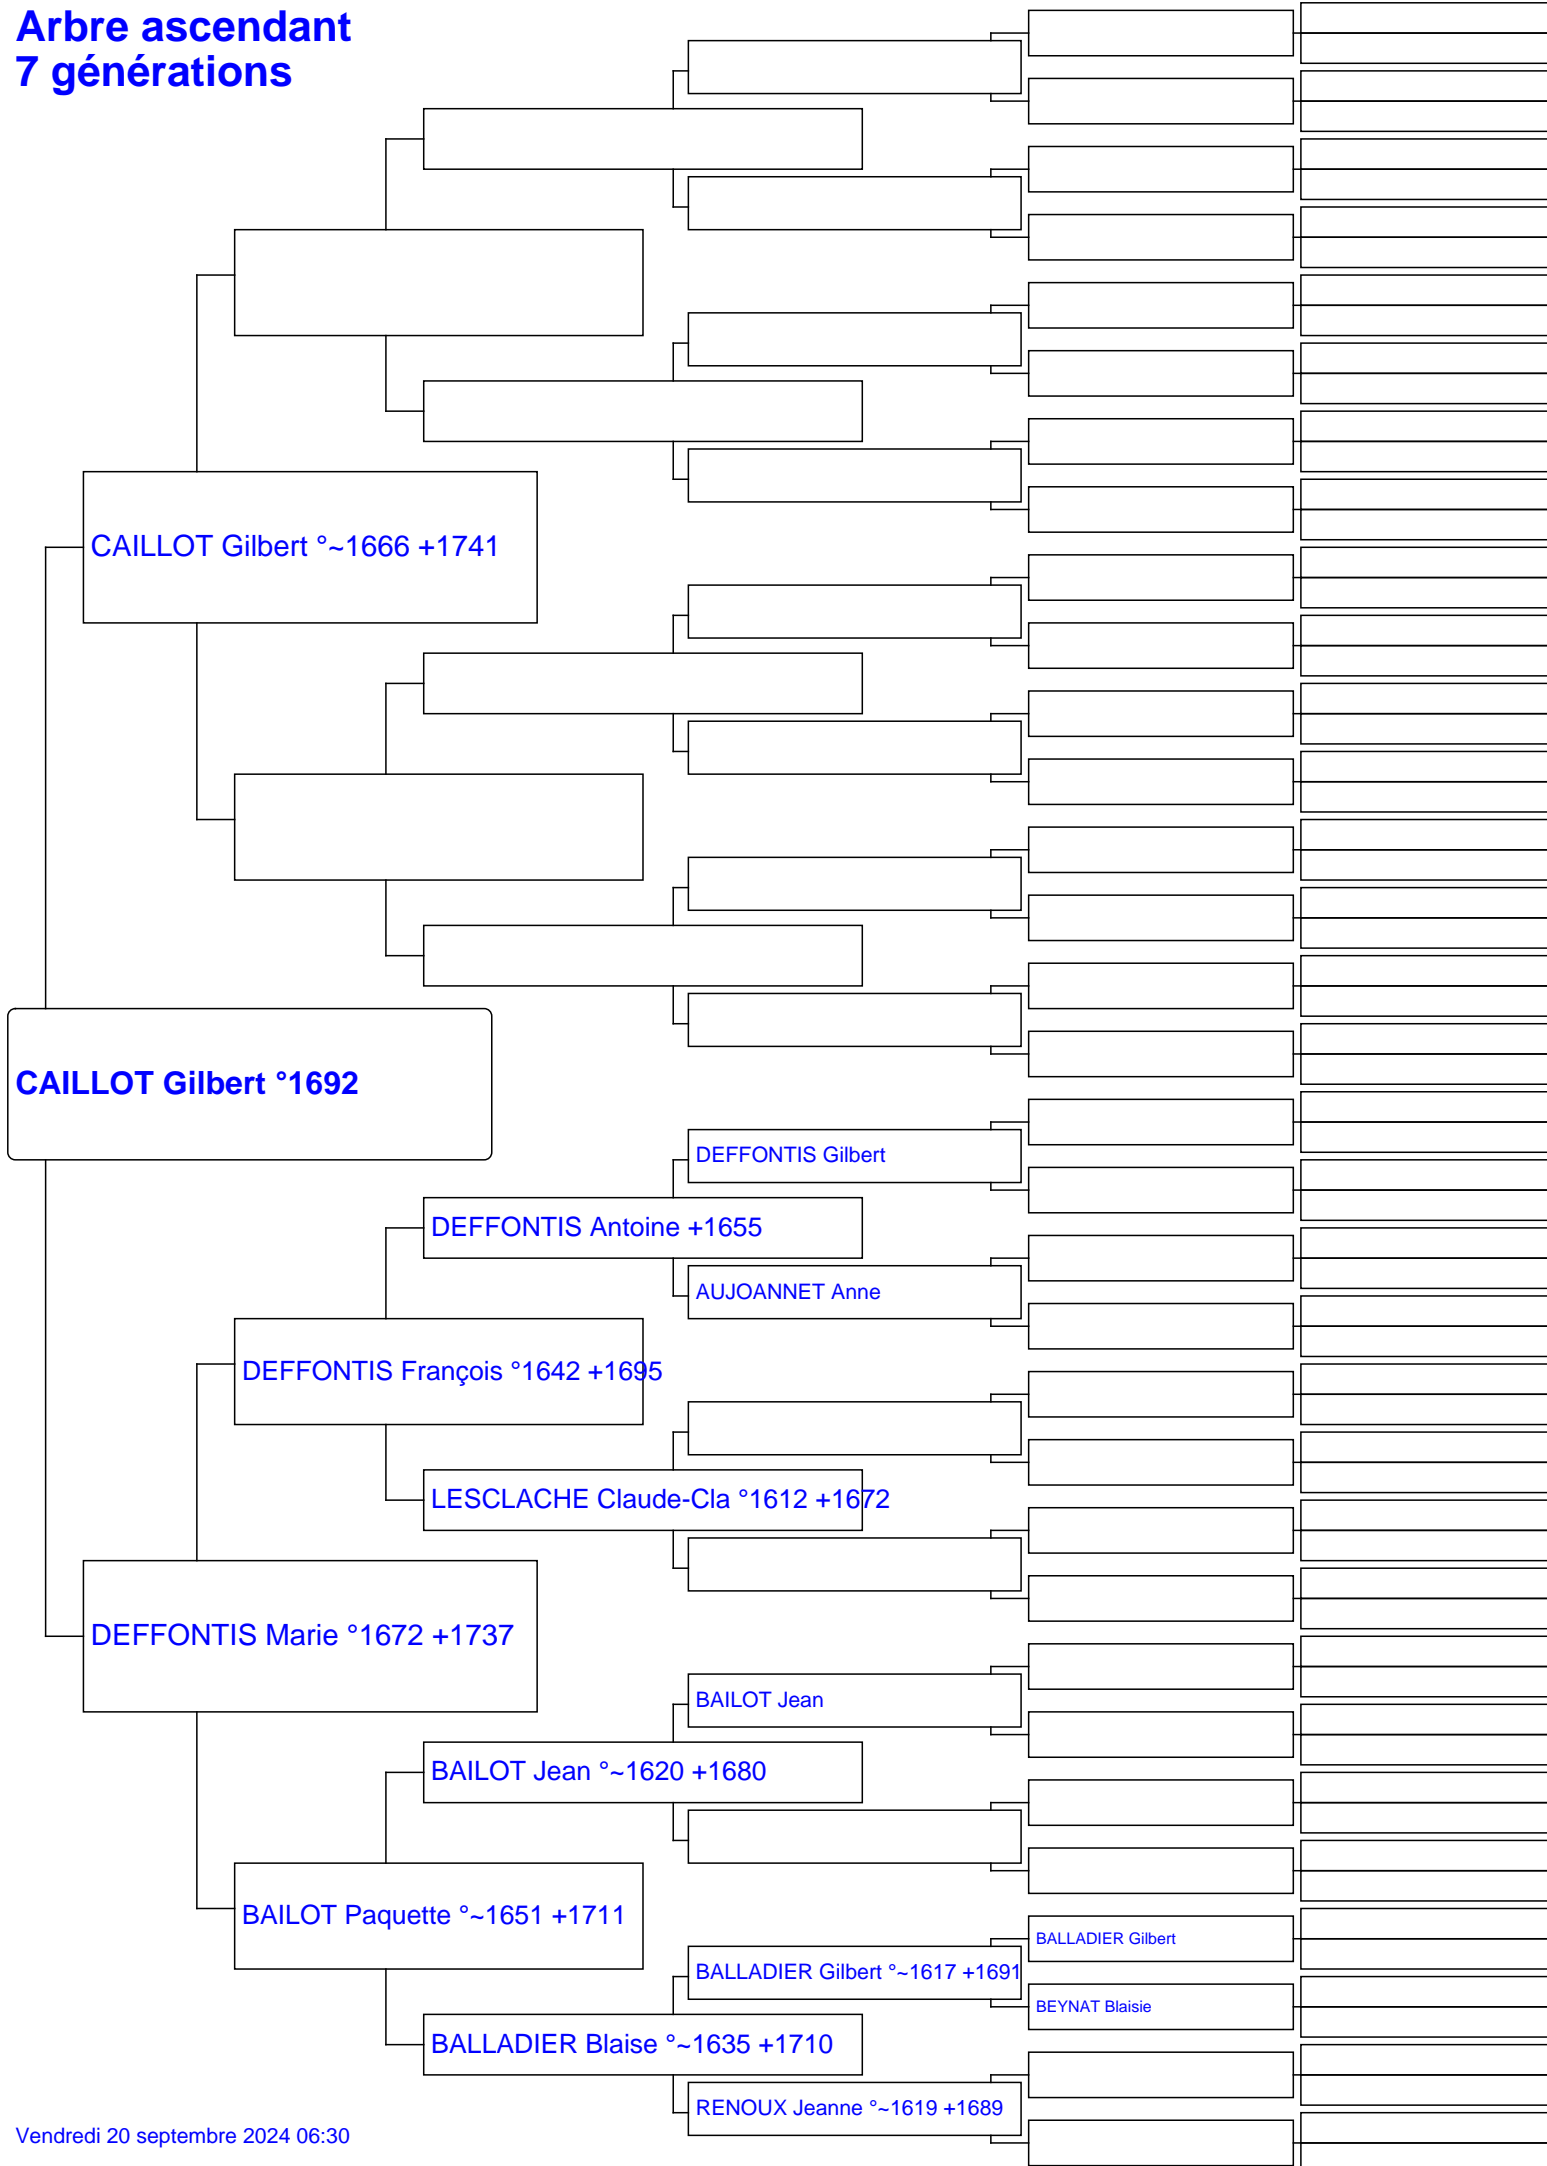 Arbre ascendant
7 générations
CAILLOT Gilbert °~1666 +1741
CAILLOT Gilbert °1692
DEFFONTIS Gilbert
DEFFONTIS Antoine +1655
AUJOANNET Anne
DEFFONTIS François °1642 +1695
LESCLACHE Claude-Cla °1612 +1672
DEFFONTIS Marie °1672 +1737
BAILOT Jean
BAILOT Jean °~1620 +1680
BAILOT Paquette °~1651 +1711
BALLADIER Gilbert
BALLADIER Gilbert °~1617 +1691
BEYNAT Blaisie
BALLADIER Blaise °~1635 +1710
RENOUX Jeanne °~1619 +1689
Vendredi 20 septembre 2024 06:30